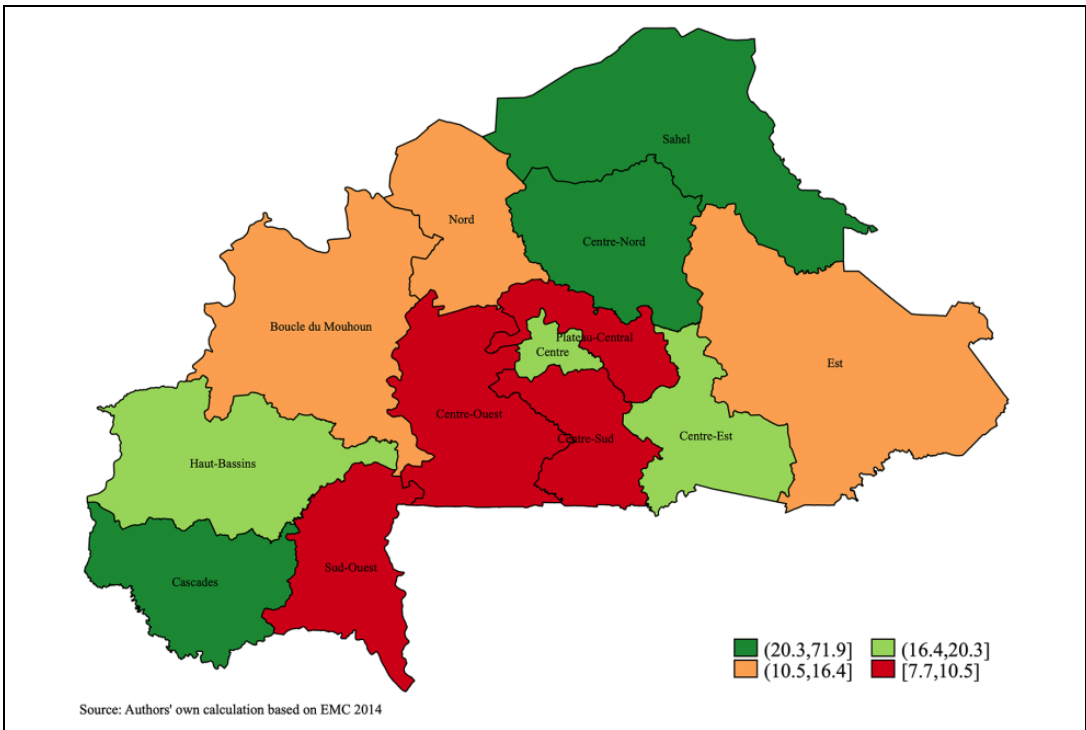 Sahel
Nord
Centre-Nord
Boucle du Mouhoun
Plateau-Central
Centre
Est
Centre-Ouest
Centre-Sud
Centre-Est
Haut-Bassins
Sud-Ouest
Cascades
(20.3,71.9] (16.4,20.3]
(10.5,16.4] [7.7,10.5]
Source: Authors' own calculation based on EMC 2014